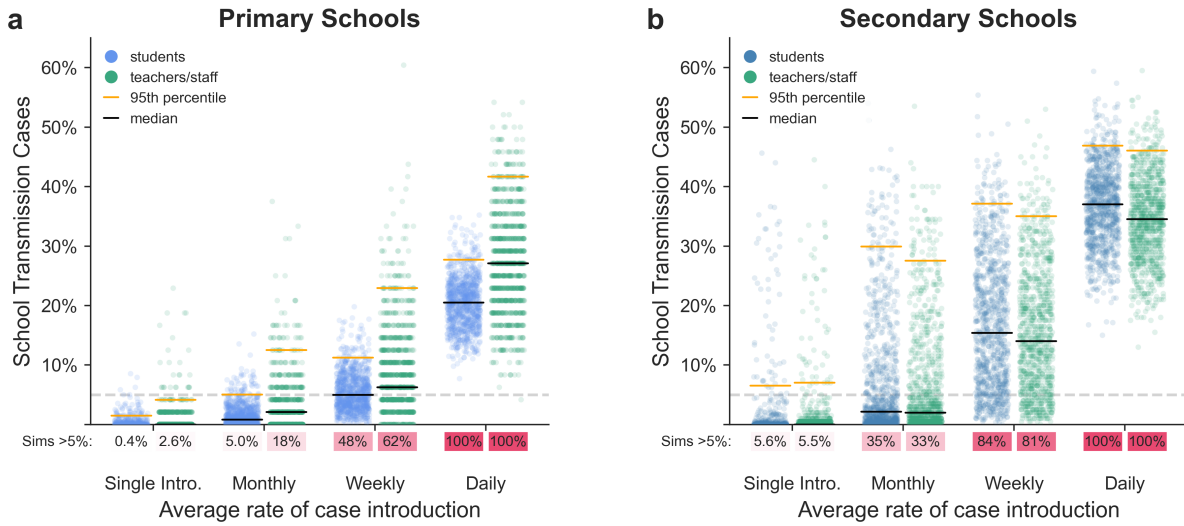 a
Primary Schools
School Transmission Cases
60%
50%
40%
30%
20%
10%
students
teachers/staff
95th percentile
median
Sims >5%: 0.4% 2.6% 5.0% 18% 48% 62% 100% 100%
Single Intro. Monthly Weekly Daily
Average rate of case introduction
b
Secondary Schools
School Transmission Cases
60%
50%
40%
30%
20%
10%
students
teachers/staff
95th percentile
median
Sims >5%: 5.6% 5.5% 35% 33% 84% 81% 100% 100%
Single Intro. Monthly Weekly Daily
Average rate of case introduction